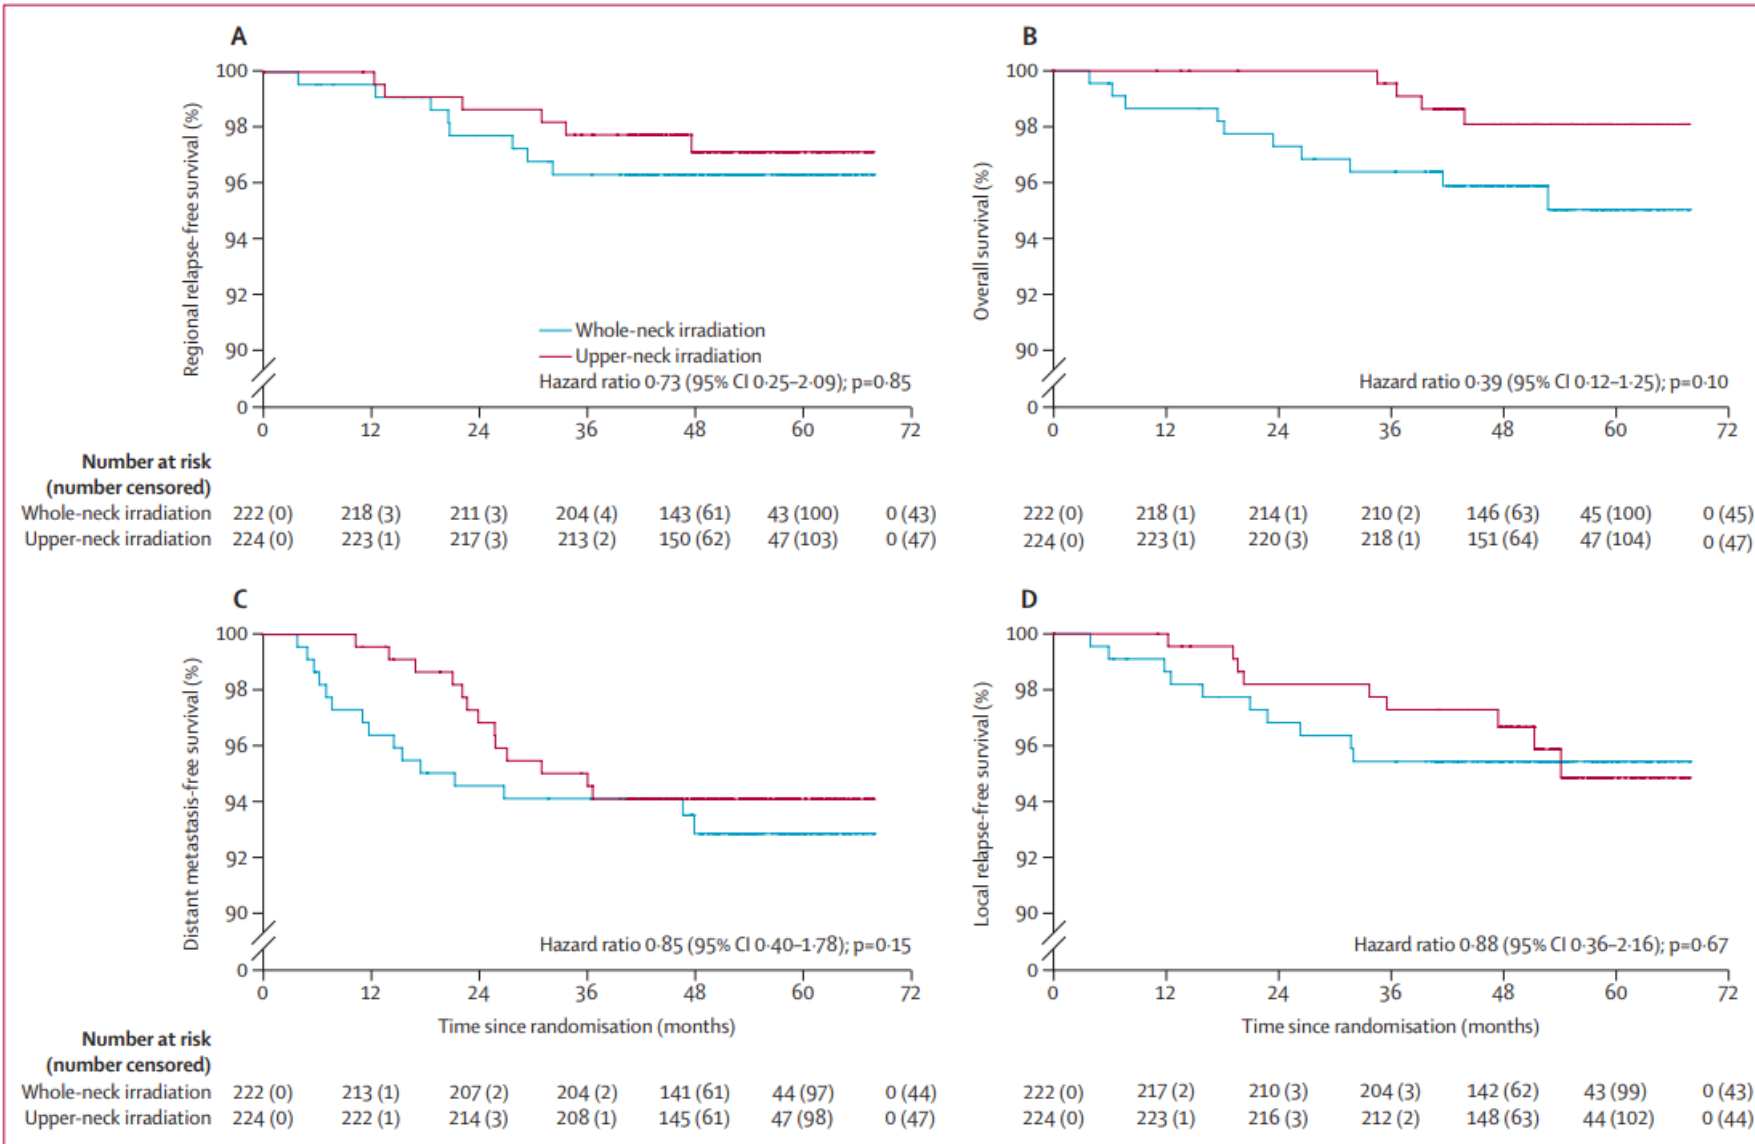 A
100
98
96
94
92
90
0
Regional relapse-free survival (%)
Whole-neck irradiation
Upper-neck irradiation
Hazard ratio 0·73 (95% CI 0·25–2·09); p=0·85
0 12 24 36 48 60 72
B
100
98
96
94
92
90
0
Overall survival (%)
Hazard ratio 0·39 (95% CI 0·12–1·25); p=0·10
0 12 24 36 48 60 72
Number at risk
(number censored)
Whole-neck irradiation 222 (0) 218 (3) 211 (3) 204 (4) 143 (61) 43 (100) 0 (43) 222 (0) 218 (1) 214 (1) 210 (2) 146 (63) 45 (100) 0 (45)
Upper-neck irradiation 224 (0) 223 (1) 217 (3) 213 (2) 150 (62) 47 (103) 0 (47) 224 (0) 223 (1) 220 (3) 218 (1) 151 (64) 47 (104) 0 (47)
C
100
98
96
94
92
90
0
Distant metastasis-free survival (%)
Hazard ratio 0·85 (95% CI 0·40–1·78); p=0·15
0 12 24 36 48 60 72
Time since randomisation (months)
D
100
98
96
94
92
90
0
Local relapse-free survival (%)
Hazard ratio 0·88 (95% CI 0·36–2·16); p=0·67
0 12 24 36 48 60 72
Time since randomisation (months)
Number at risk
(number censored)
Whole-neck irradiation 222 (0) 213 (1) 207 (2) 204 (2) 141 (61) 44 (97) 0 (44) 222 (0) 217 (2) 210 (3) 204 (3) 142 (62) 43 (99) 0 (43)
Upper-neck irradiation 224 (0) 222 (1) 214 (3) 208 (1) 145 (61) 47 (98) 0 (47) 224 (0) 223 (1) 216 (3) 212 (2) 148 (63) 44 (102) 0 (44)